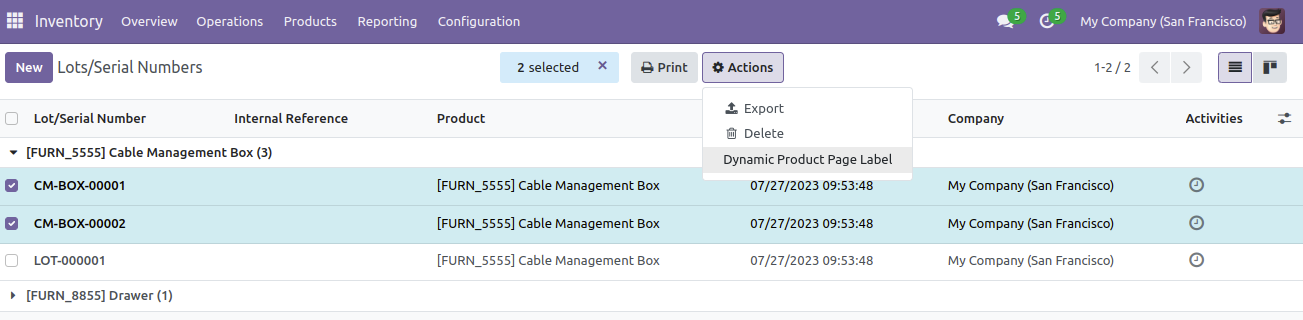 Inventory Overview Operations Products Reporting Configuration 5 5 My Company (San Francisco)
New Lots/Serial Numbers 2 selected × Print Actions 1-2 / 2
Export
Delete
Dynamic Product Page Label
Lot/Serial Number Internal Reference Product Company Activities
[FURN_5555] Cable Management Box (3)
CM-BOX-00001 [FURN_5555] Cable Management Box 07/27/2023 09:53:48 My Company (San Francisco)
CM-BOX-00002 [FURN_5555] Cable Management Box 07/27/2023 09:53:48 My Company (San Francisco)
LOT-000001 [FURN_5555] Cable Management Box 07/27/2023 09:53:48 My Company (San Francisco)
[FURN_8855] Drawer (1)